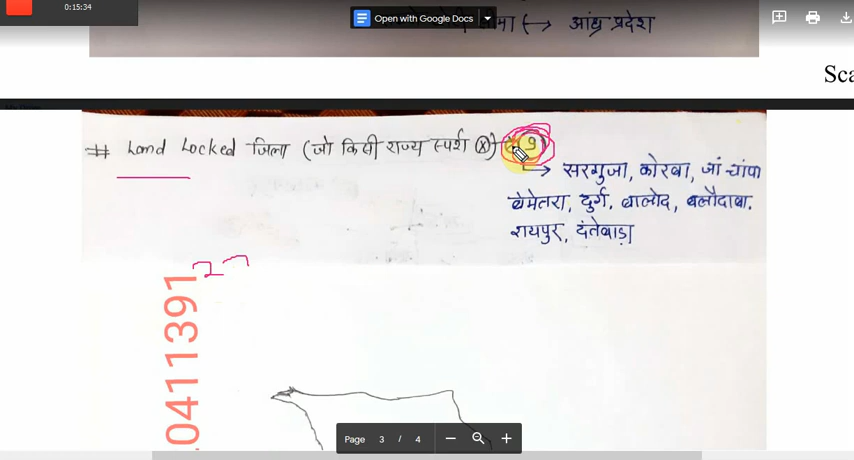 0:15:34
Open with Google Docs
सीमा (→ आंध्र प्रदेश
Sca
# Land Locked जिला (जो किसी राज्य स्पर्श Ⓧ) → 9
→ सरगुजा, कोरबा, जां चांपा
बेमेतरा, दुर्ग, बालोद, बलौदाबा.
रायपुर, दंतेवाड़ा
27
0411391
Page 3 / 4